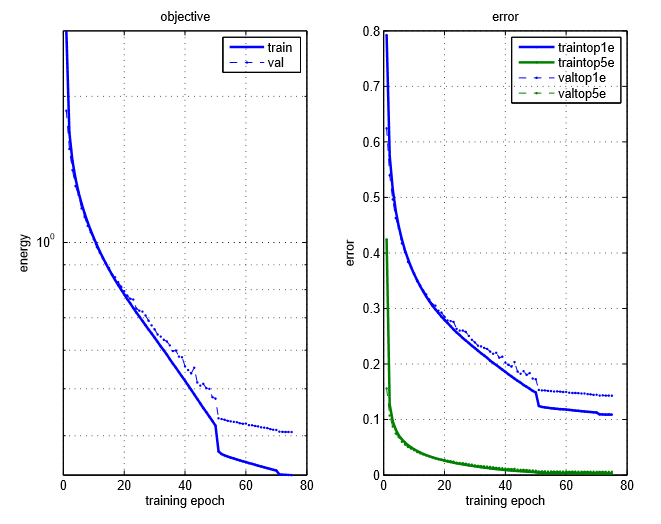 objective
train
val
10^0
energy
0
20
40
60
80
training epoch
error
traintop1e
traintop5e
valtop1e
valtop5e
0.8
0.7
0.6
0.5
0.4
0.3
0.2
0.1
0
error
0
20
40
60
80
training epoch